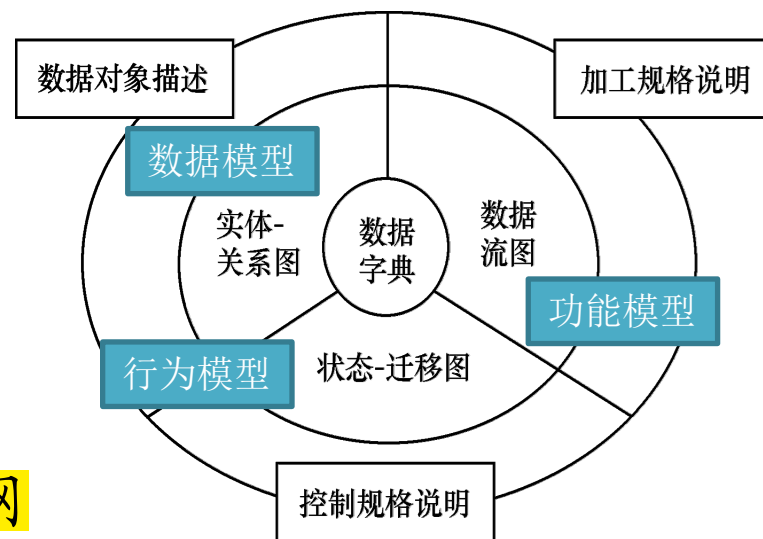 数据对象描述
加工规格说明
数据模型
实体-
关系图
数据
字典
数据
流图
功能模型
行为模型
状态-迁移图
控制规格说明
网